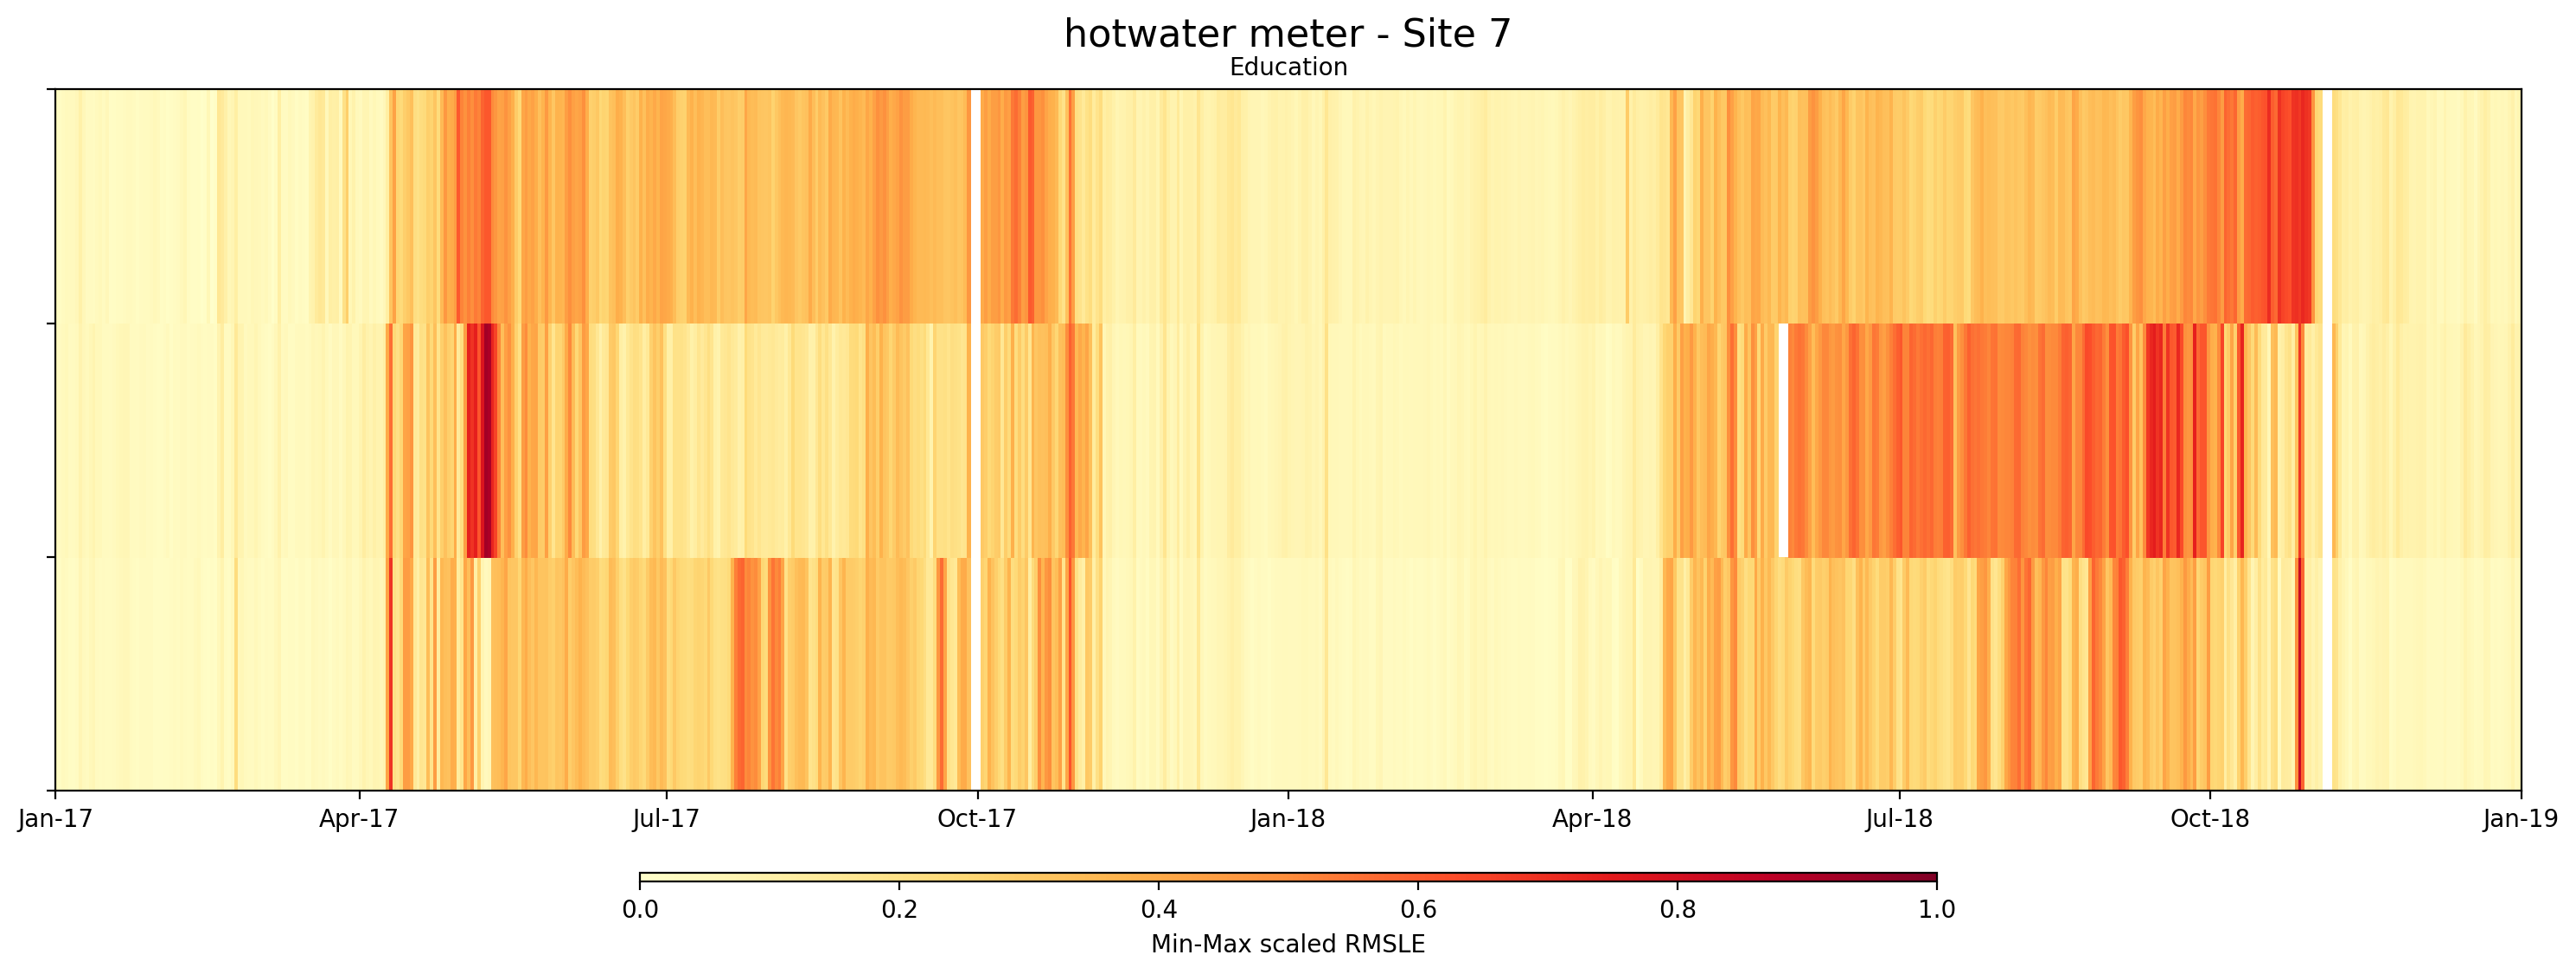 hotwater meter - Site 7
Education
Jan-17 Apr-17 Jul-17 Oct-17 Jan-18 Apr-18 Jul-18 Oct-18 Jan-19
0.0 0.2 0.4 0.6 0.8 1.0
Min-Max scaled RMSLE